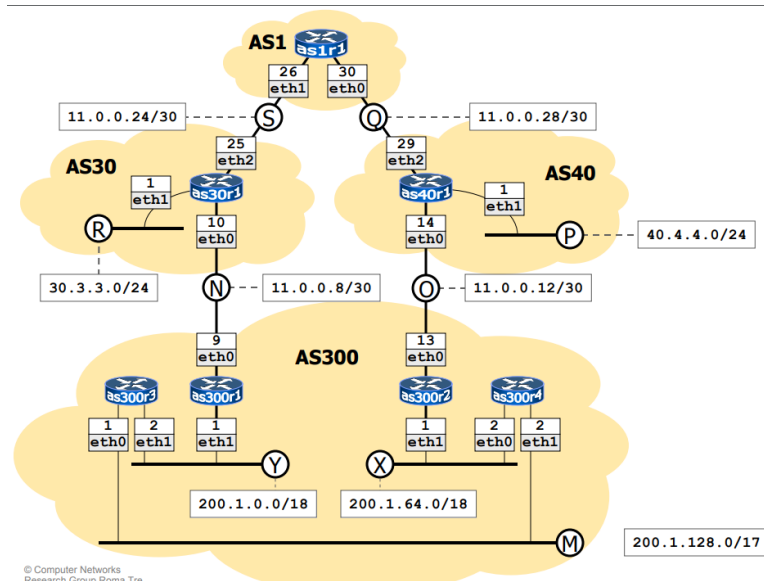 AS1
as1r1
26
30
eth1
eth0
11.0.0.24/30
S
Q
11.0.0.28/30
25
29
eth2
eth2
AS30
AS40
1
1
eth1
eth1
as30r1
as40r1
10
14
eth0
eth0
R
P
40.4.4.0/24
30.3.3.0/24
N
11.0.0.8/30
O
11.0.0.12/30
9
13
eth0
eth0
AS300
as300r3
as300r1
as300r2
as300r4
1
2
1
1
2
2
eth0
eth1
eth1
eth1
eth0
eth1
Y
X
200.1.0.0/18
200.1.64.0/18
M
200.1.128.0/17
© Computer Networks
Research Group Roma Tre